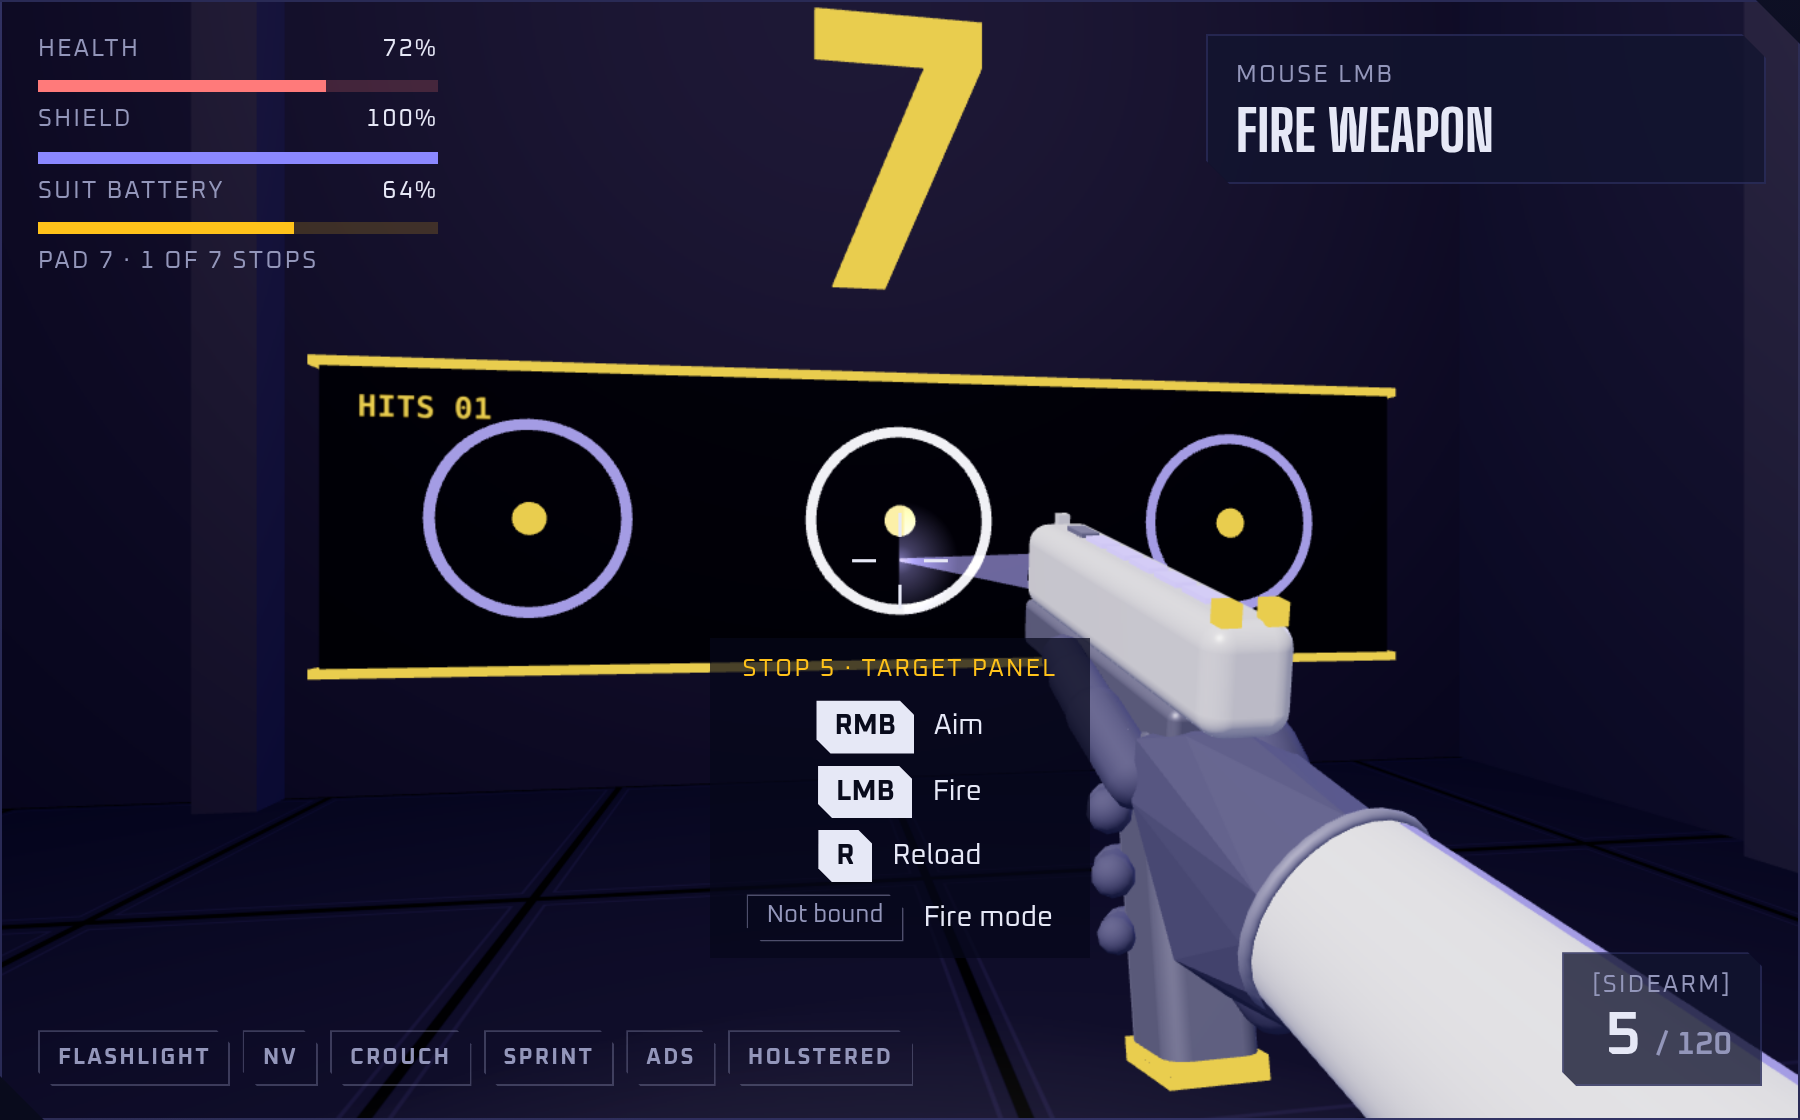 HEALTH 72%
SHIELD 100%
SUIT BATTERY 64%
PAD 7 · 1 OF 7 STOPS
7
MOUSE LMB
FIRE WEAPON
HITS 01
STOP 5 · TARGET PANEL
RMB Aim
LMB Fire
R Reload
Not bound Fire mode
FLASHLIGHT NV CROUCH SPRINT ADS HOLSTERED
[SIDEARM]
5 / 120